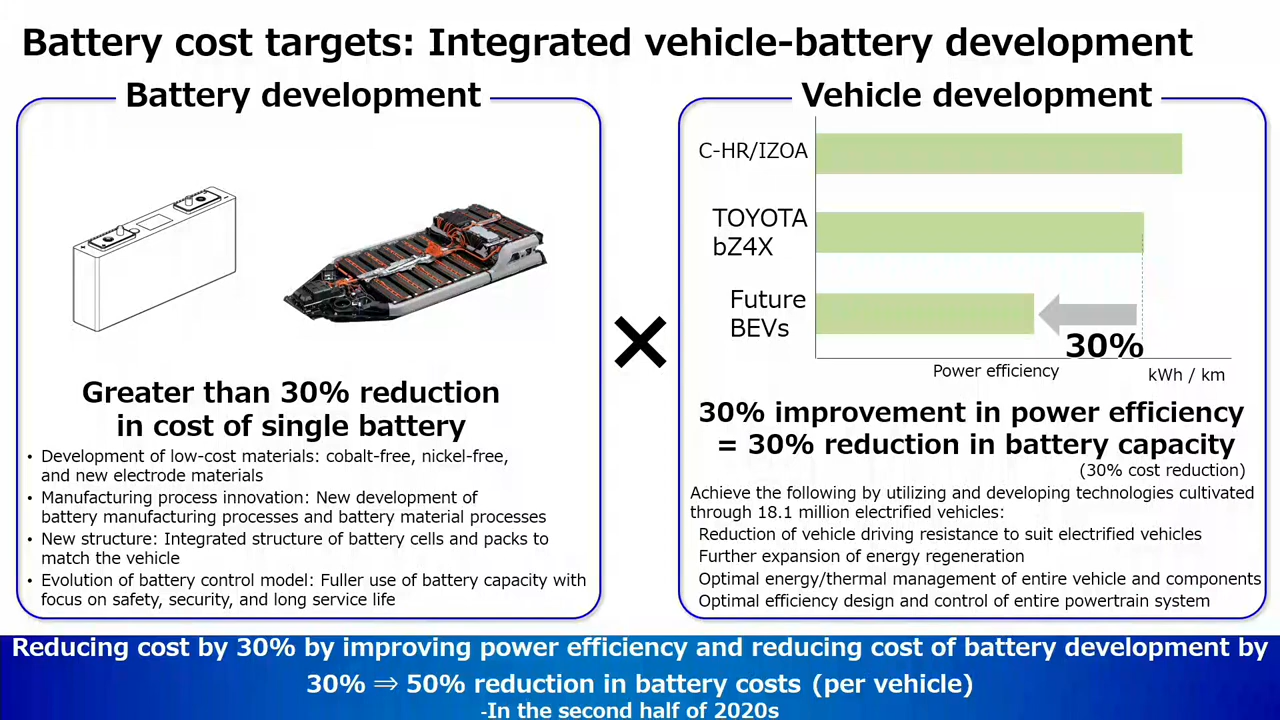 Battery cost targets: Integrated vehicle-battery development
Battery development
Greater than 30% reduction
in cost of single battery
• Development of low-cost materials: cobalt-free, nickel-free,
and new electrode materials
• Manufacturing process innovation: New development of
battery manufacturing processes and battery material processes
• New structure: Integrated structure of battery cells and packs to
match the vehicle
• Evolution of battery control model: Fuller use of battery capacity with
focus on safety, security, and long service life
×
Vehicle development
C-HR/IZOA
TOYOTA
bZ4X
Future
BEVs
30%
Power efficiency
kWh / km
30% improvement in power efficiency
= 30% reduction in battery capacity
(30% cost reduction)
Achieve the following by utilizing and developing technologies cultivated
through 18.1 million electrified vehicles:
Reduction of vehicle driving resistance to suit electrified vehicles
Further expansion of energy regeneration
Optimal energy/thermal management of entire vehicle and components
Optimal efficiency design and control of entire powertrain system
Reducing cost by 30% by improving power efficiency and reducing cost of battery development by
30% ⇒ 50% reduction in battery costs (per vehicle)
-In the second half of 2020s